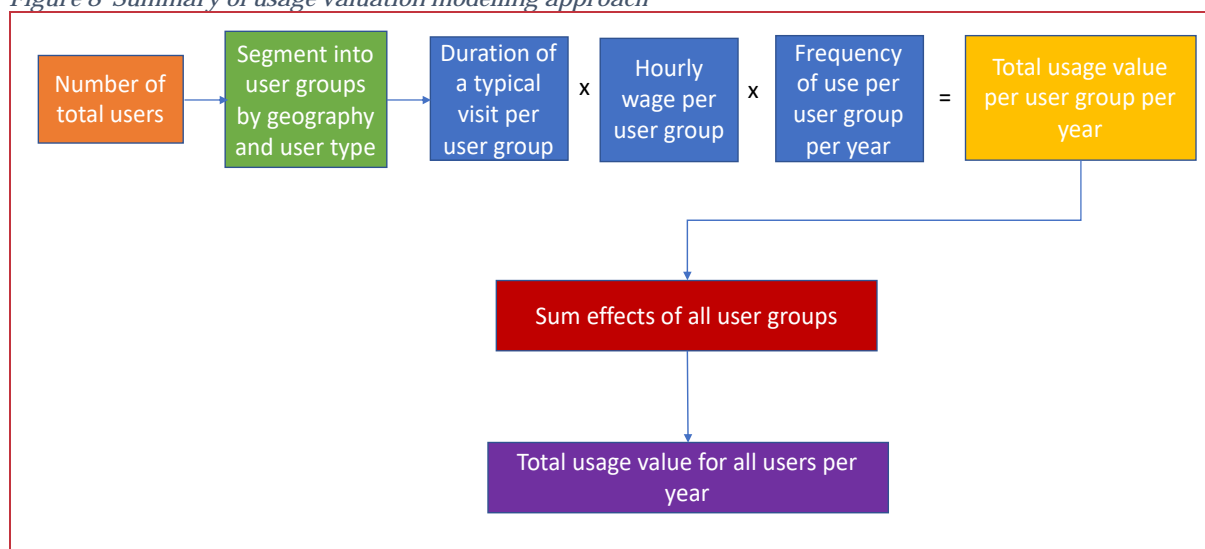 Figure 8 Summary of usage valuation modelling approach
Number of
total users
Segment into
user groups
by geography
and user type
Duration of
a typical
visit per
user group
x
Hourly
wage per
user group
x
Frequency
of use per
user group
per year
=
Total usage value
per user group per
year
Sum effects of all user groups
Total usage value for all users per
year